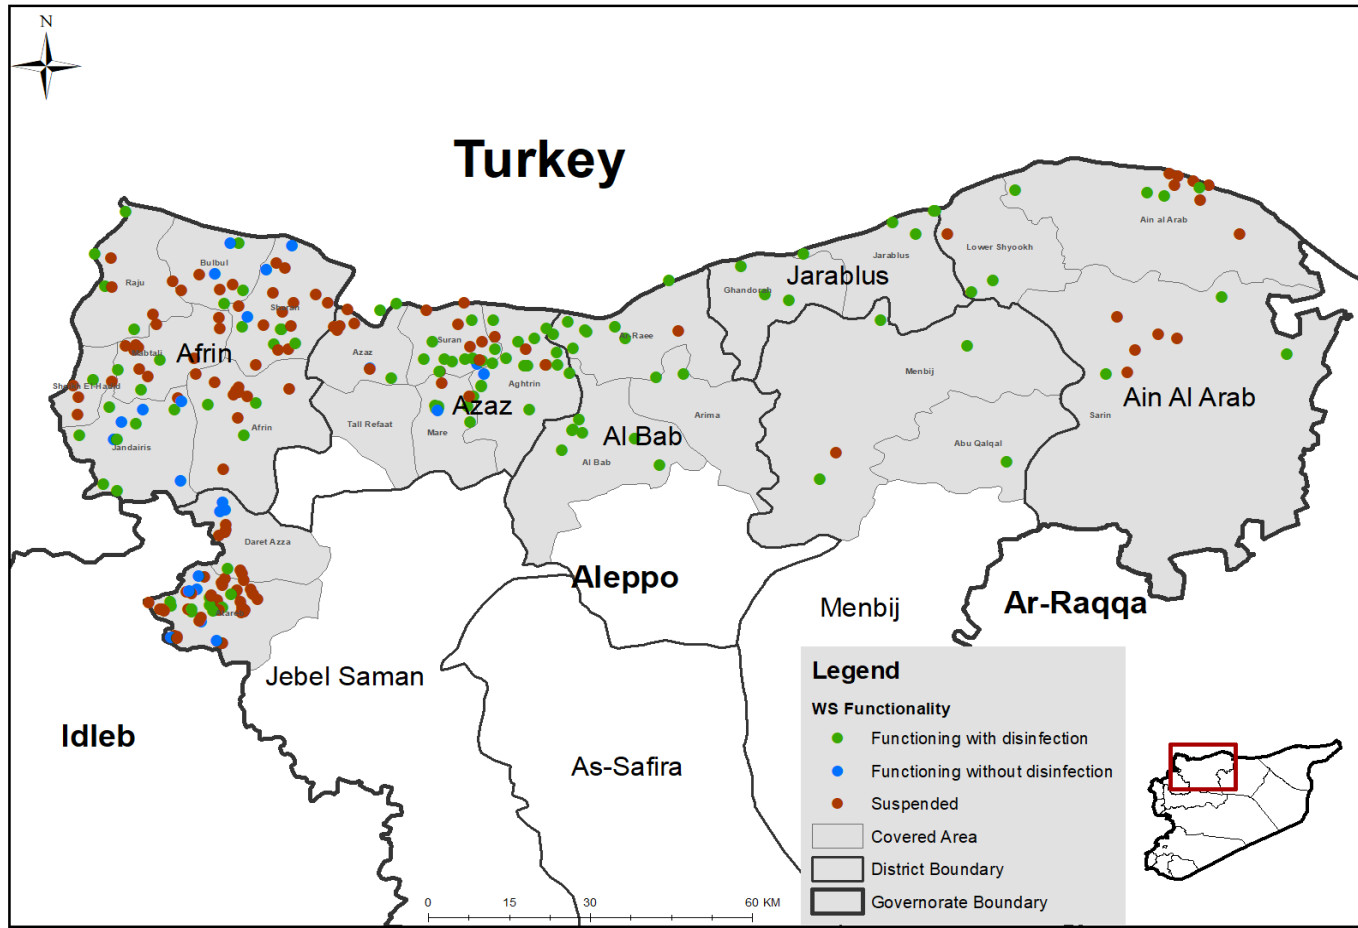 N
Turkey
Ain al Arab
Lower Shyookh
Jarablus
Jarablus
Ghandorah
Bulbul
Raju
Sharan
Afrin
Mabtali
Sheikh El-Hadid
Azaz
Suran
Ar-Raee
Aghtrin
Menbij
Azaz
Ain Al Arab
Sarin
Arima
Afrin
Tall Refaat
Mare
Al Bab
Al Bab
Abu Qalqal
Jandairis
Daret Azza
Aleppo
Menbij
Ar-Raqqa
Jebel Saman
Idleb
As-Safira
Legend
WS Functionality
Functioning with disinfection
Functioning without disinfection
Suspended
Covered Area
District Boundary
Governorate Boundary
0 15 30 60 KM